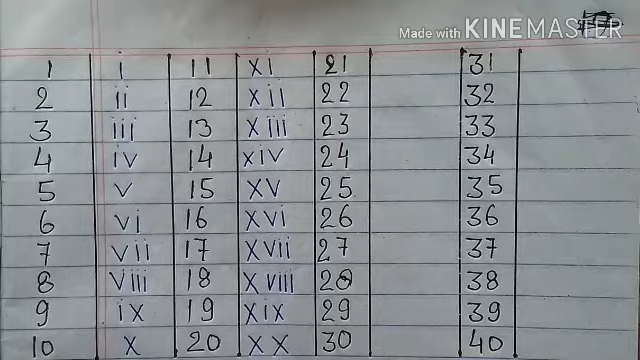 Made with KINEMASTER
1 i 11 XI 21 31
2 ii 12 XII 22 32
3 iii 13 XIII 23 33
4 iv 14 XIV 24 34
5 v 15 XV 25 35
6 vi 16 XVI 26 36
7 vii 17 XVII 27 37
8 viii 18 XVIII 28 38
9 ix 19 XIX 29 39
10 X 20 XX 30 40